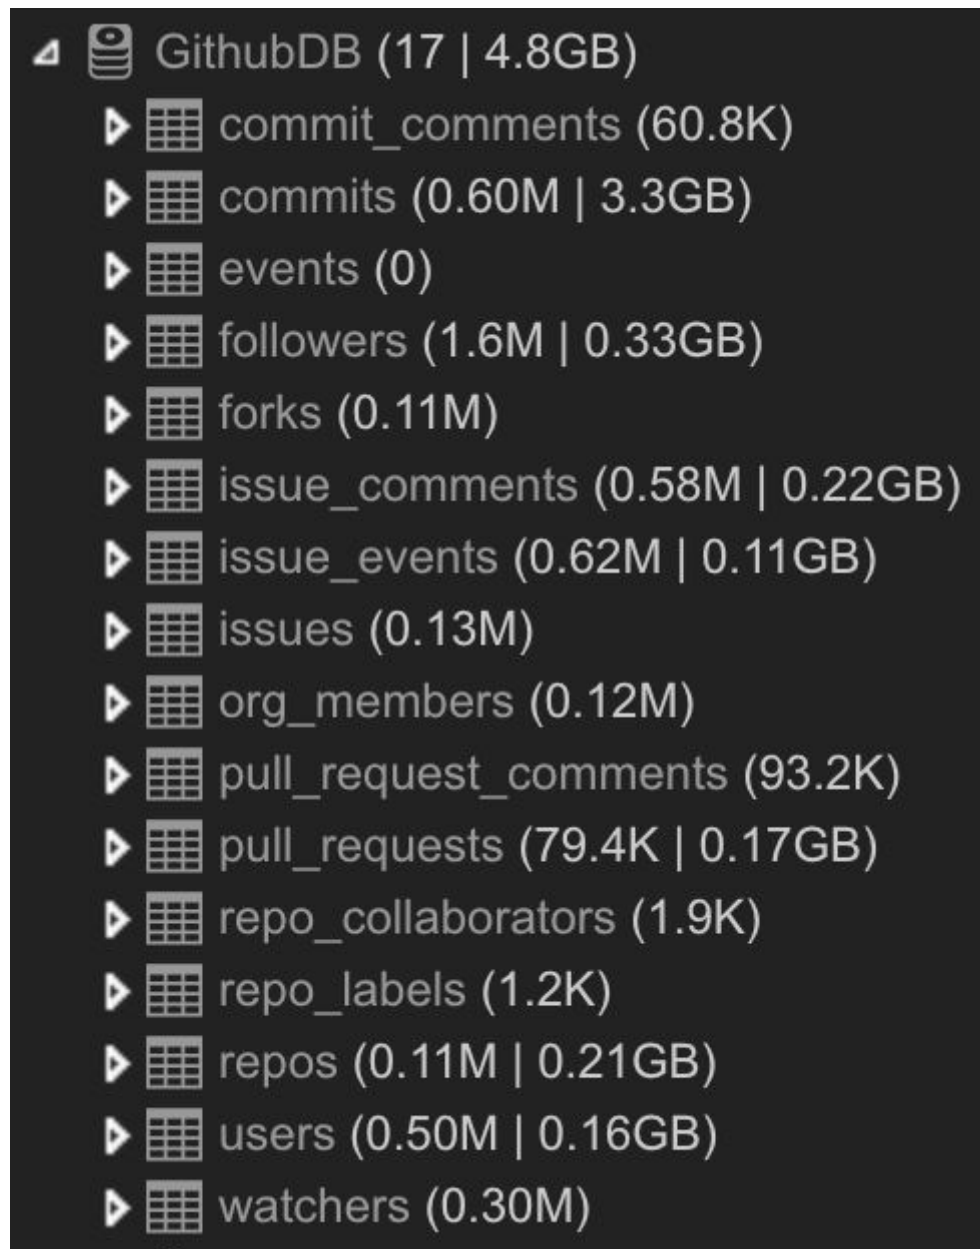 GithubDB (17 | 4.8GB)
commit_comments (60.8K)
commits (0.60M | 3.3GB)
events (0)
followers (1.6M | 0.33GB)
forks (0.11M)
issue_comments (0.58M | 0.22GB)
issue_events (0.62M | 0.11GB)
issues (0.13M)
org_members (0.12M)
pull_request_comments (93.2K)
pull_requests (79.4K | 0.17GB)
repo_collaborators (1.9K)
repo_labels (1.2K)
repos (0.11M | 0.21GB)
users (0.50M | 0.16GB)
watchers (0.30M)